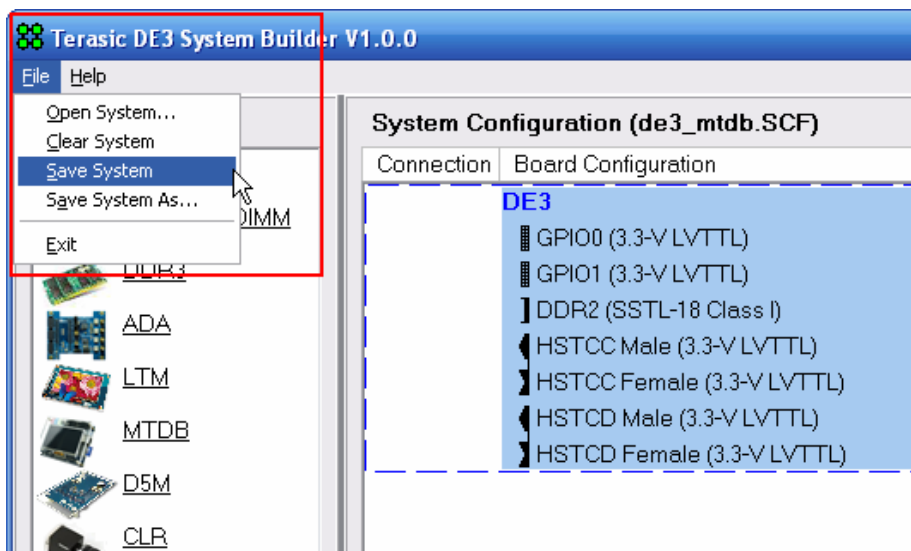 Terasic DE3 System Builder V1.0.0
File Help
Open System...
Clear System
Save System
Save System As...
Exit
DIMM
DDR3
ADA
LTM
MTDB
D5M
CLR
System Configuration (de3_mtdb.SCF)
Connection Board Configuration
DE3
GPIO0 (3.3-V LVTTL)
GPIO1 (3.3-V LVTTL)
DDR2 (SSTL-18 Class I)
HSTCC Male (3.3-V LVTTL)
HSTCC Female (3.3-V LVTTL)
HSTCD Male (3.3-V LVTTL)
HSTCD Female (3.3-V LVTTL)